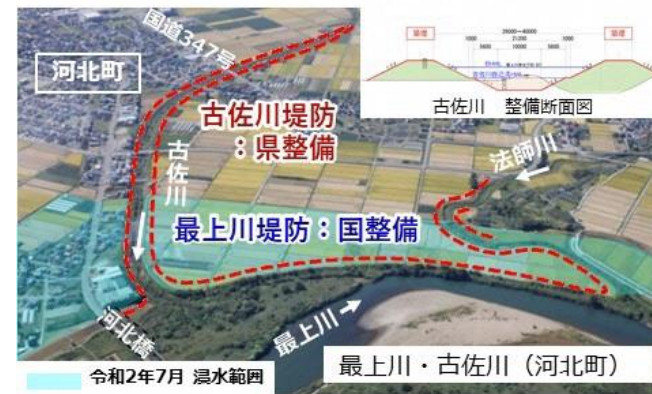 国道347号
河北町
築堤
築堤
古佐川 整備断面図
古佐川堤防
：県整備
古佐川
法師川
最上川堤防：国整備
河北橋
最上川
最上川・古佐川（河北町）
令和2年7月 浸水範囲